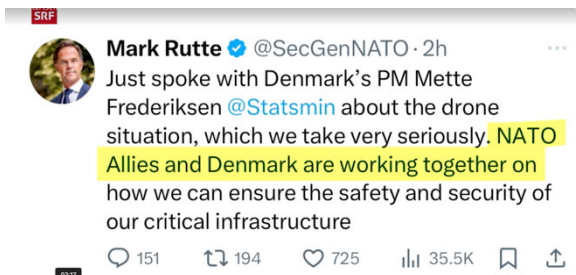 SRF
Mark Rutte @SecGenNATO · 2h
Just spoke with Denmark's PM Mette
Frederiksen @Statsmin about the drone
situation, which we take very seriously. NATO
Allies and Denmark are working together on
how we can ensure the safety and security of
our critical infrastructure
151 194 725 35.5K